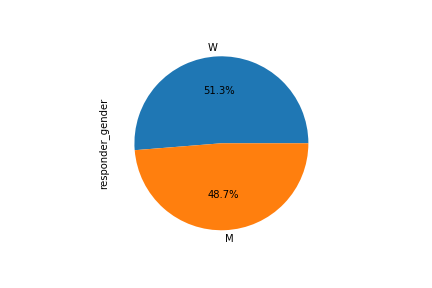 W
51.3%
responder_gender
48.7%
M